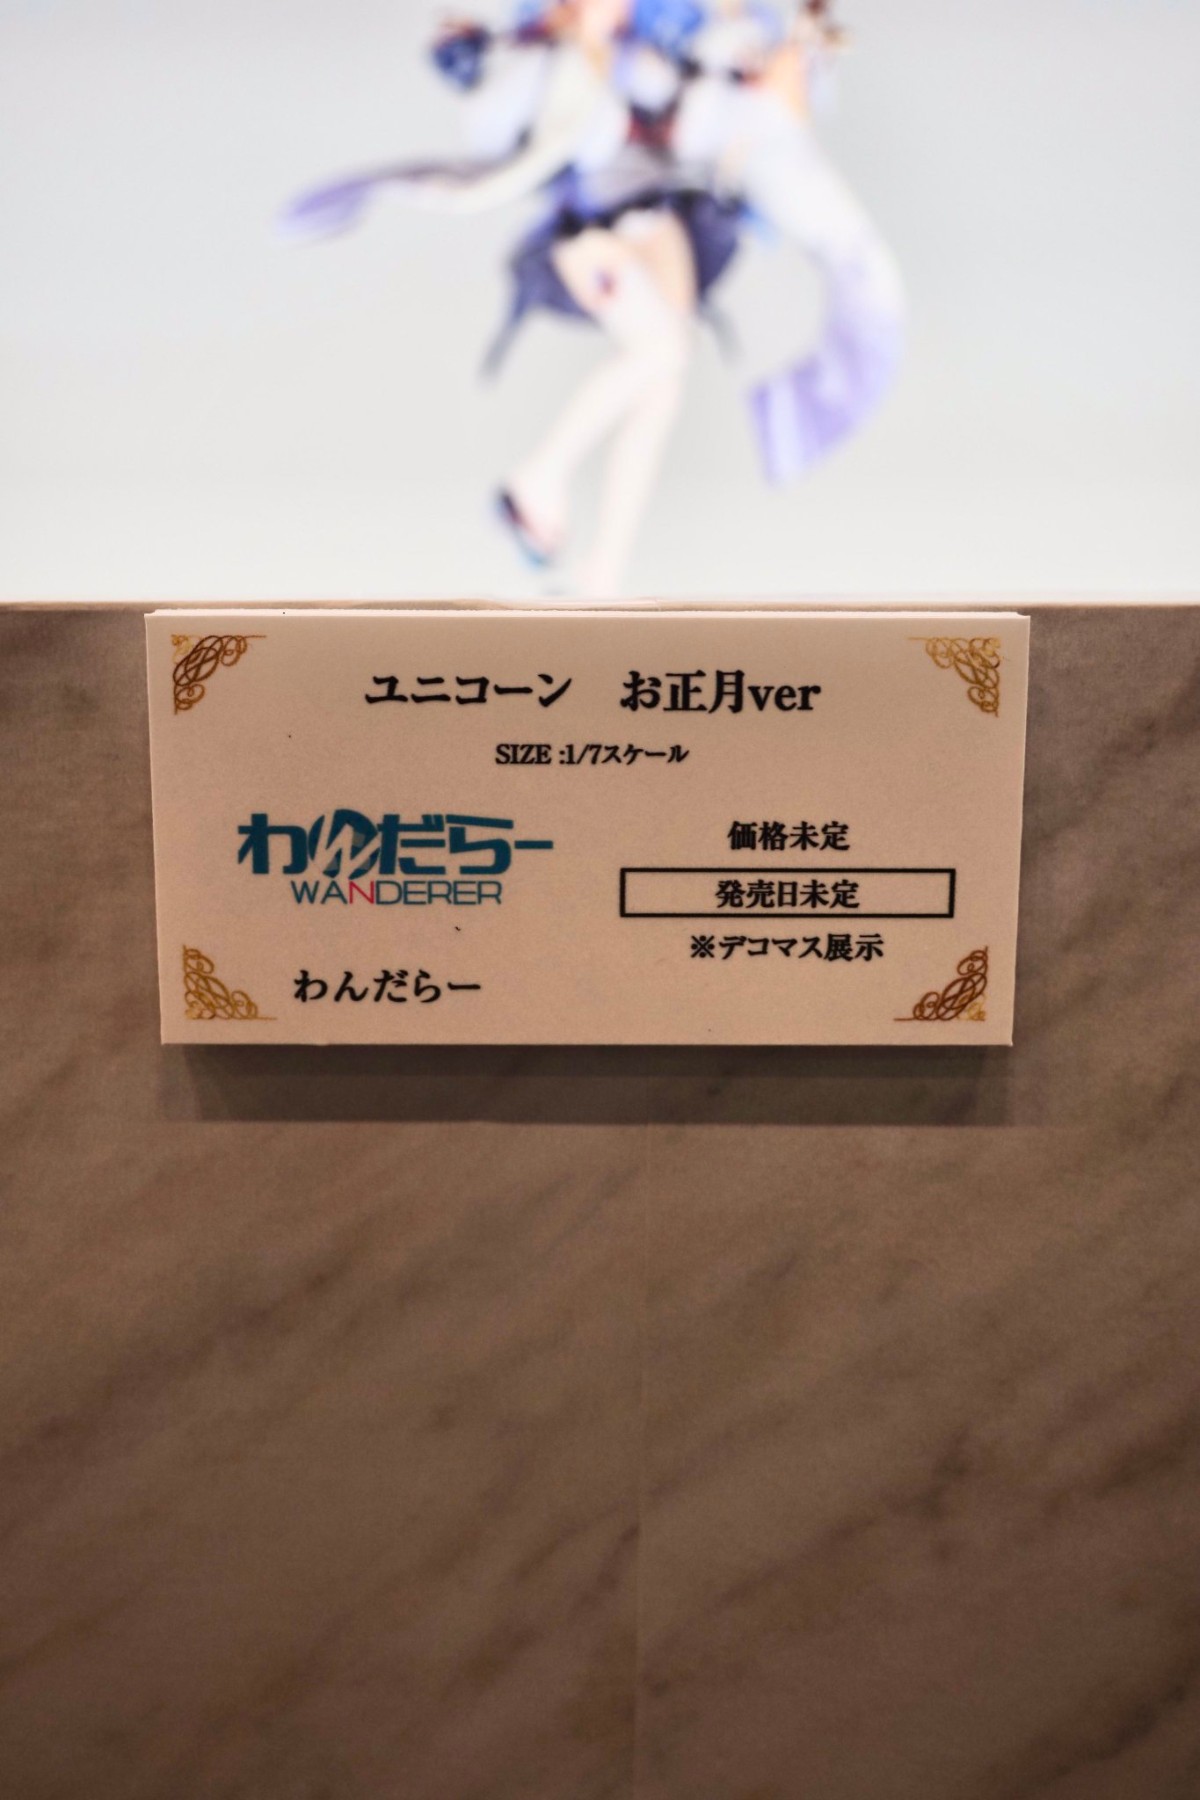 ユニコーン　お正月ver
SIZE :1/7スケール
わんだらー
WANDERER
わんだらー
価格未定
発売日未定
※デコマス展示